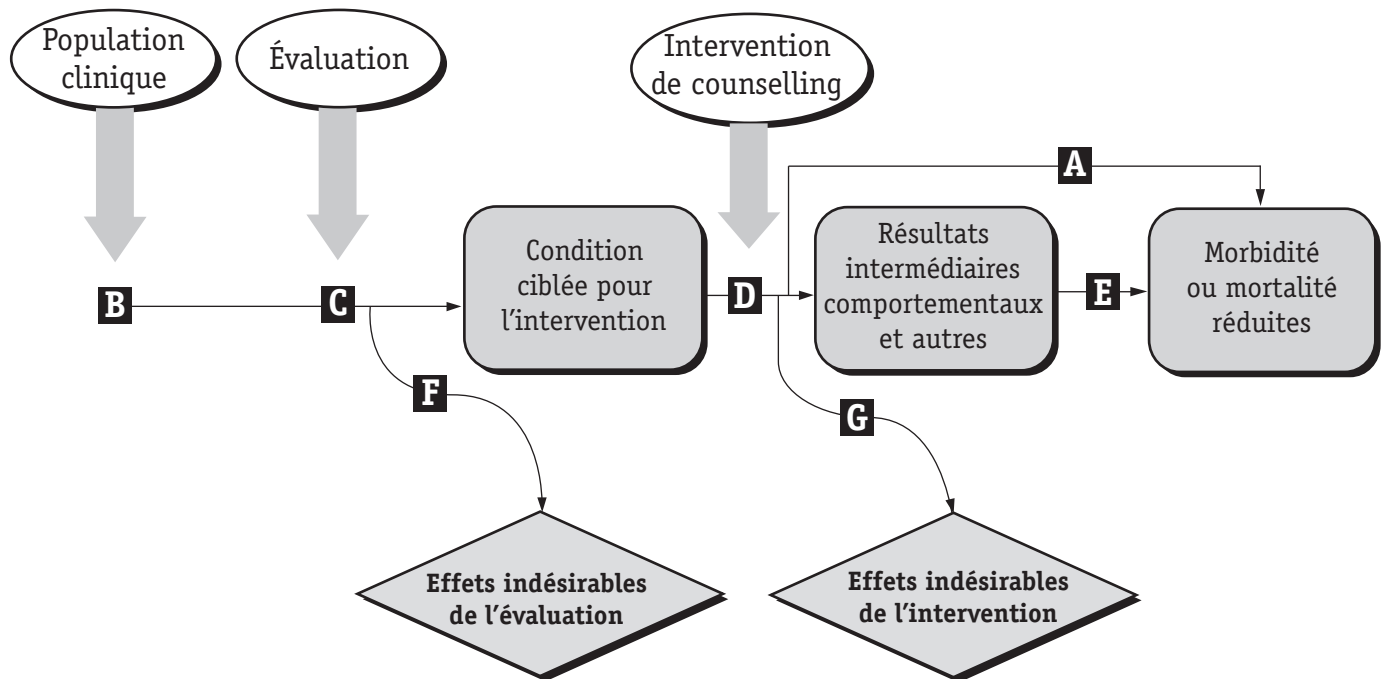 Population
clinique
Évaluation
Intervention
de counselling
A
Condition
ciblée pour
l'intervention
Résultats
intermédiaires
comportementaux
et autres
Morbidité
ou mortalité
réduites
B
C
D
E
F
G
Effets indésirables
de l'évaluation
Effets indésirables
de l'intervention